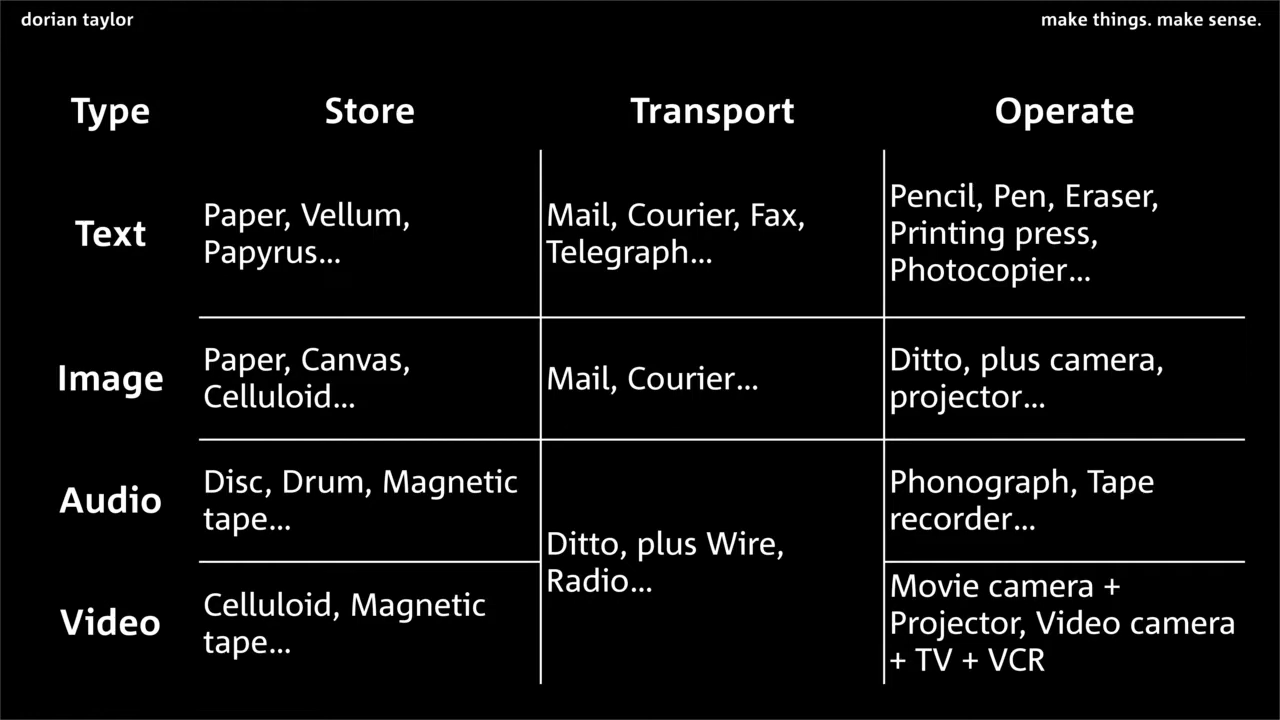 dorian taylor
make things. make sense.
Type
Store
Transport
Operate
Text
Paper, Vellum,
Papyrus...
Mail, Courier, Fax,
Telegraph...
Pencil, Pen, Eraser,
Printing press,
Photocopier...
Image
Paper, Canvas,
Celluloid...
Mail, Courier...
Ditto, plus camera,
projector...
Audio
Disc, Drum, Magnetic
tape...
Ditto, plus Wire,
Radio...
Phonograph, Tape
recorder...
Video
Celluloid, Magnetic
tape...
Movie camera +
Projector, Video camera
+ TV + VCR